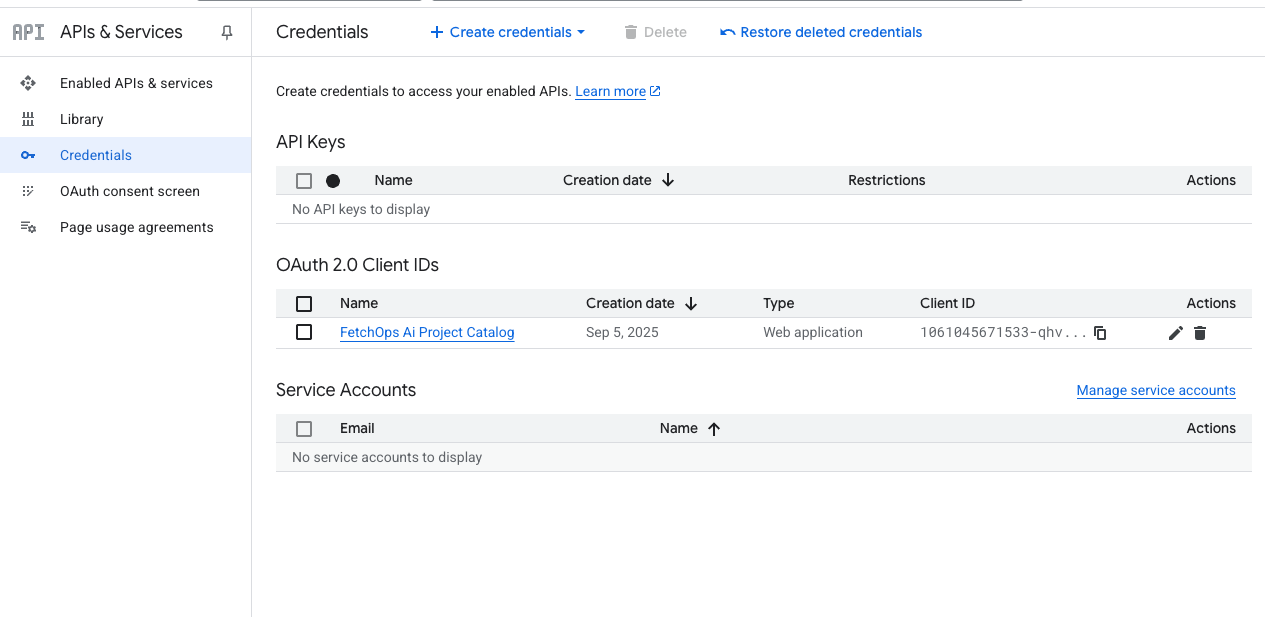 API APIs & Services
Credentials
Create credentials
Delete
Restore deleted credentials
Enabled APIs & services
Library
Credentials
OAuth consent screen
Page usage agreements
Create credentials to access your enabled APIs. Learn more
API Keys
Name Creation date Restrictions Actions
No API keys to display
OAuth 2.0 Client IDs
Name Creation date Type Client ID Actions
FetchOps Ai Project Catalog Sep 5, 2025 Web application 1061045671533-qhv...
Service Accounts Manage service accounts
Email Name Actions
No service accounts to display